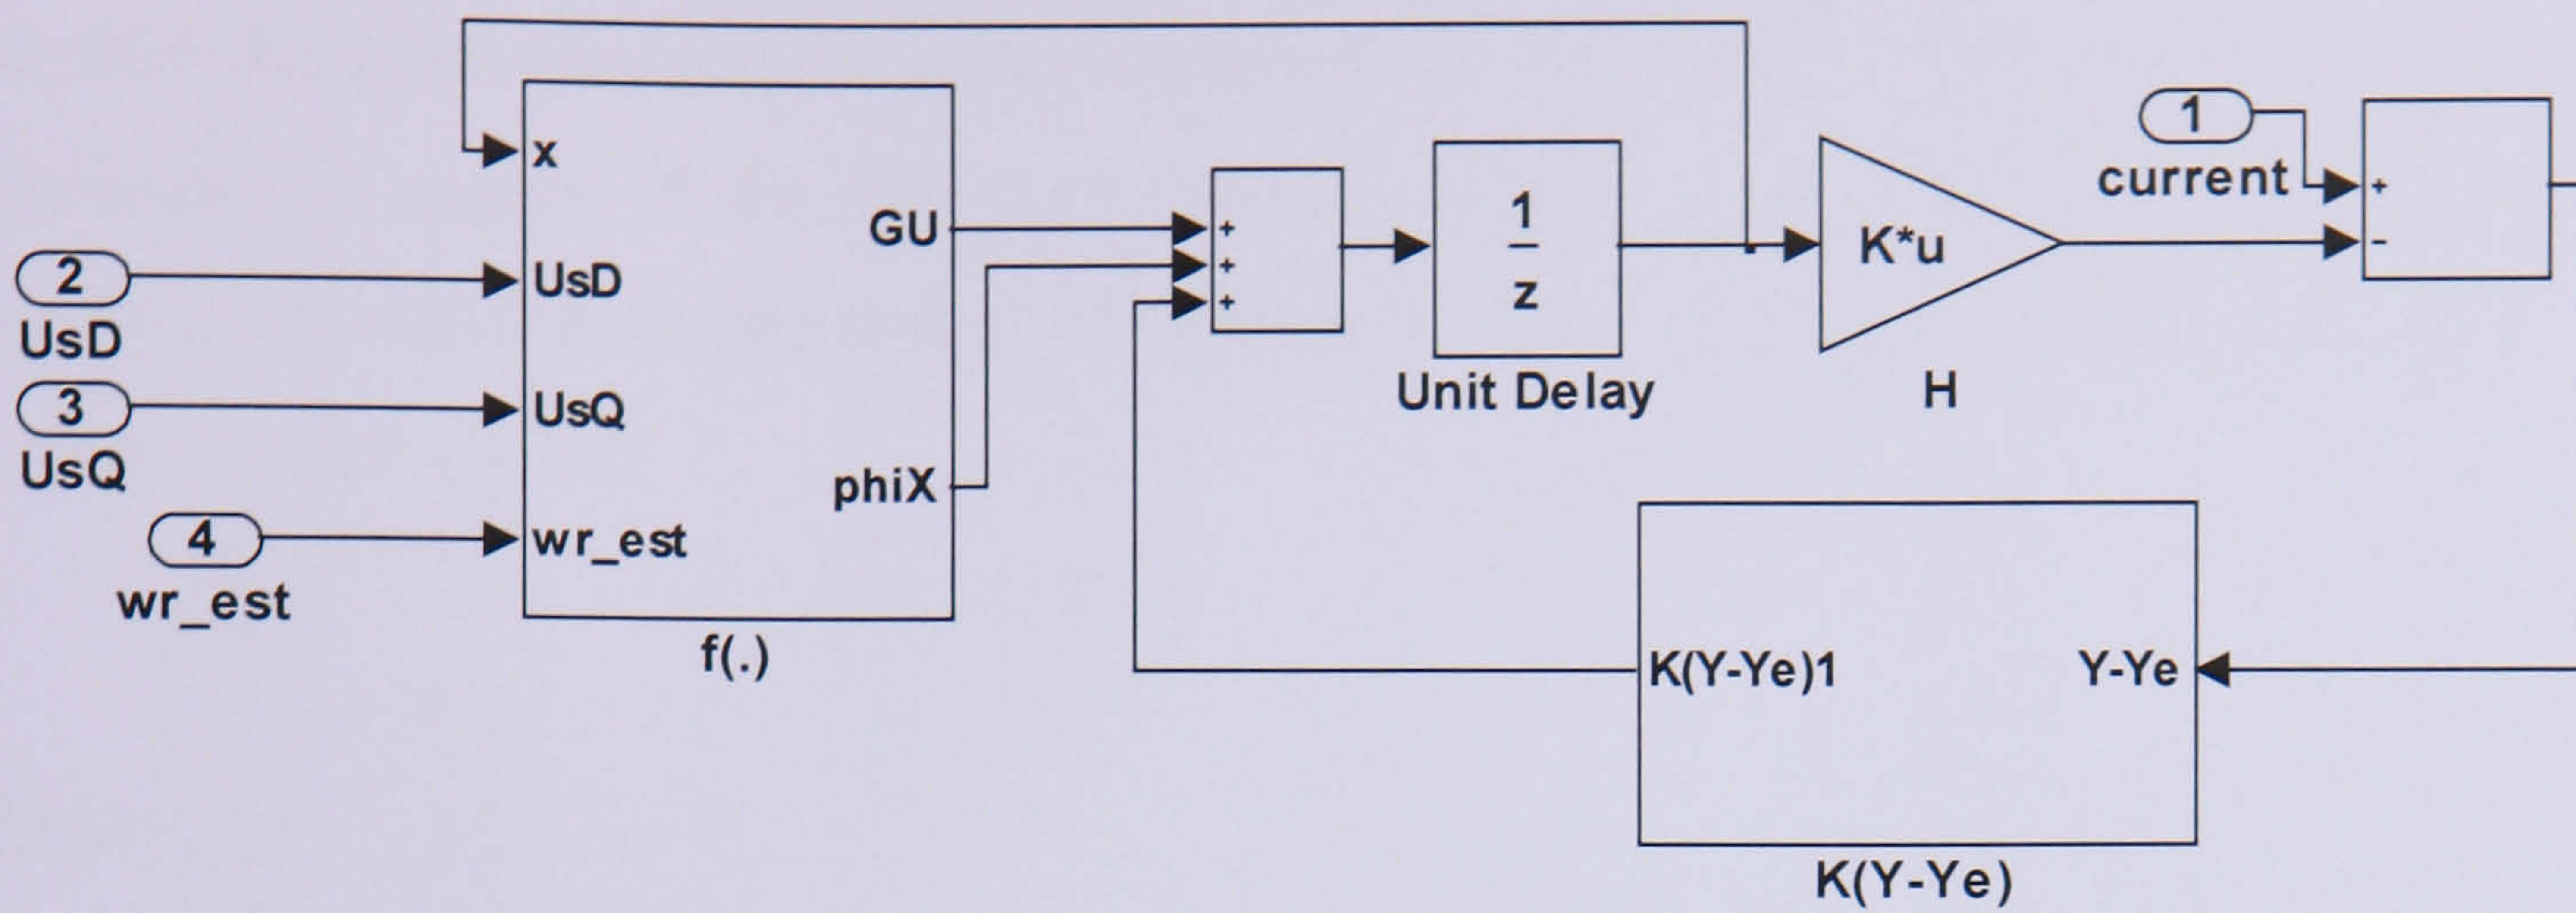 x
GU
UsD
UsQ
wr_est
phiX
f(.)
2
UsD
3
UsQ
4
wr_est
+
+
+
1
z
Unit Delay
K*u
H
1
current
+
-
K(Y-Ye)1
Y-Ye
K(Y-Ye)